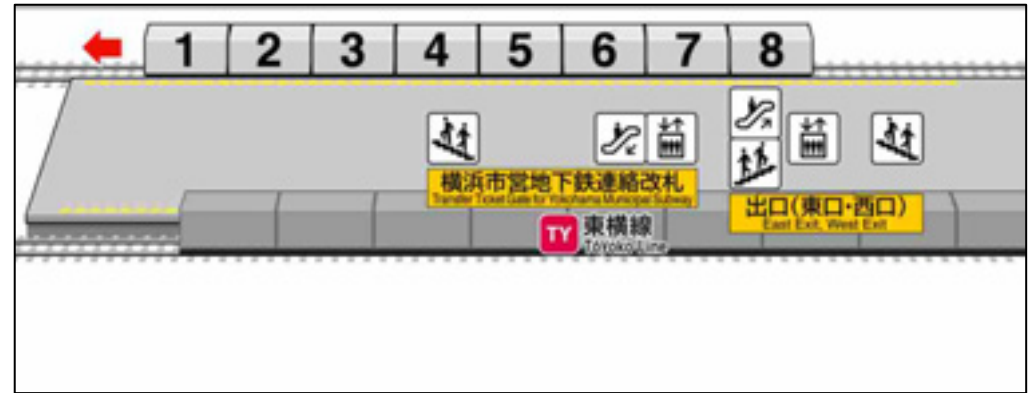 1 2 3 4 5 6 7 8
横浜市営地下鉄連絡改札
Transfer Ticket Gate for Yokohama Municipal Subway
出口(東口・西口)
East Exit, West Exit
TY 東横線
Tōyoko Line